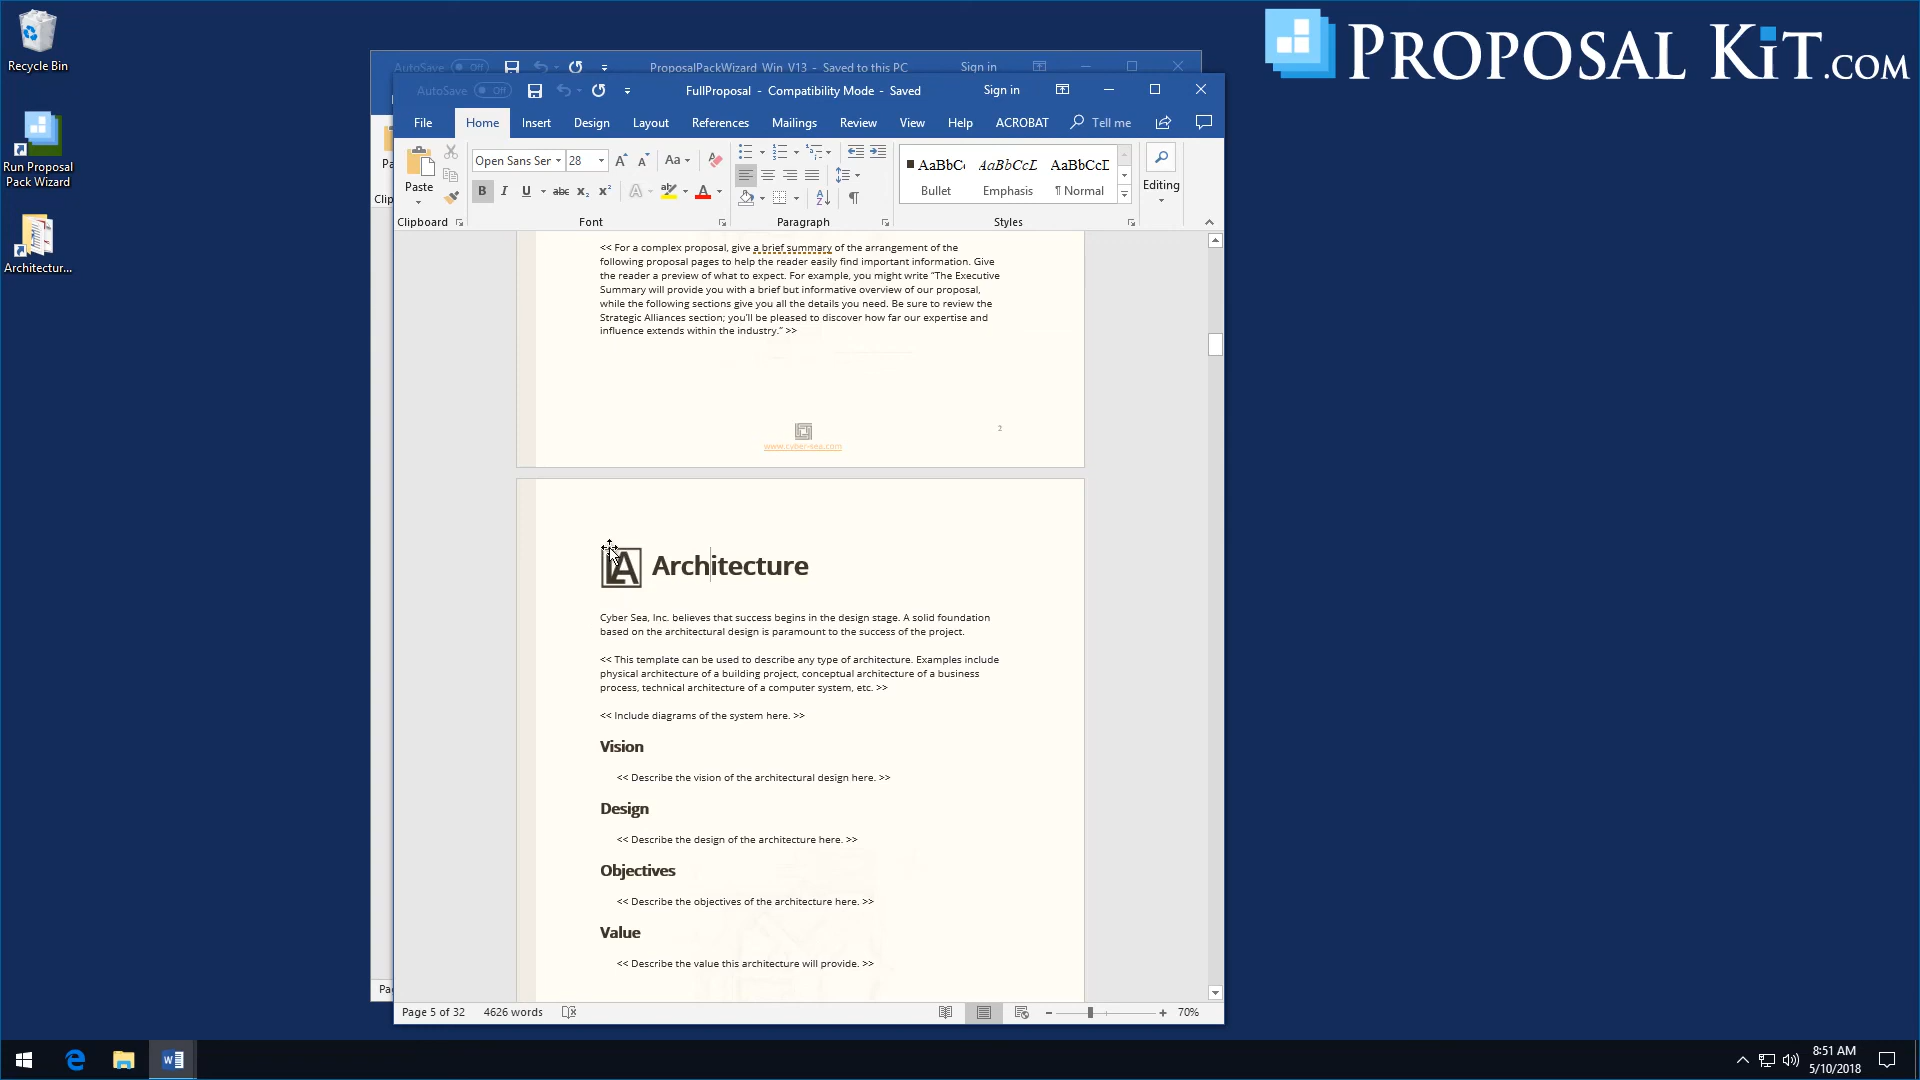 Recycle Bin
Run Proposal
Pack Wizard
Architectur...
PROPOSAL KIT.COM
AutoSave Off ProposalPackWizard_Win_V13 - Saved to this PC Sign in
AutoSave Off FullProposal - Compatibility Mode - Saved Sign in
File Home Insert Design Layout References Mailings Review View Help ACROBAT Tell me
Paste
Open Sans Ser 28
Aa
B I U abc X₂ X²
AaBbC AaBbCcL AaBbCcD
Bullet Emphasis ¶ Normal
Editing
Clipboard Font Paragraph Styles
<< For a complex proposal, give a brief summary of the arrangement of the
following proposal pages to help the reader easily find important information. Give
the reader a preview of what to expect. For example, you might write “The Executive
Summary will provide you with a brief but informative overview of our proposal,
while the following sections give you all the details you need. Be sure to review the
Strategic Alliances section; you’ll be pleased to discover how far our expertise and
influence extends within the industry.” >>
2
www.cyber-sea.com
A Architecture
Cyber Sea, Inc. believes that success begins in the design stage. A solid foundation
based on the architectural design is paramount to the success of the project.
<< This template can be used to describe any type of architecture. Examples include
physical architecture of a building project, conceptual architecture of a business
process, technical architecture of a computer system, etc. >>
<< Include diagrams of the system here. >>
Vision
<< Describe the vision of the architectural design here. >>
Design
<< Describe the design of the architecture here. >>
Objectives
<< Describe the objectives of the architecture here. >>
Value
<< Describe the value this architecture will provide. >>
Page 5 of 32 4626 words 70%
8:51 AM
5/10/2018